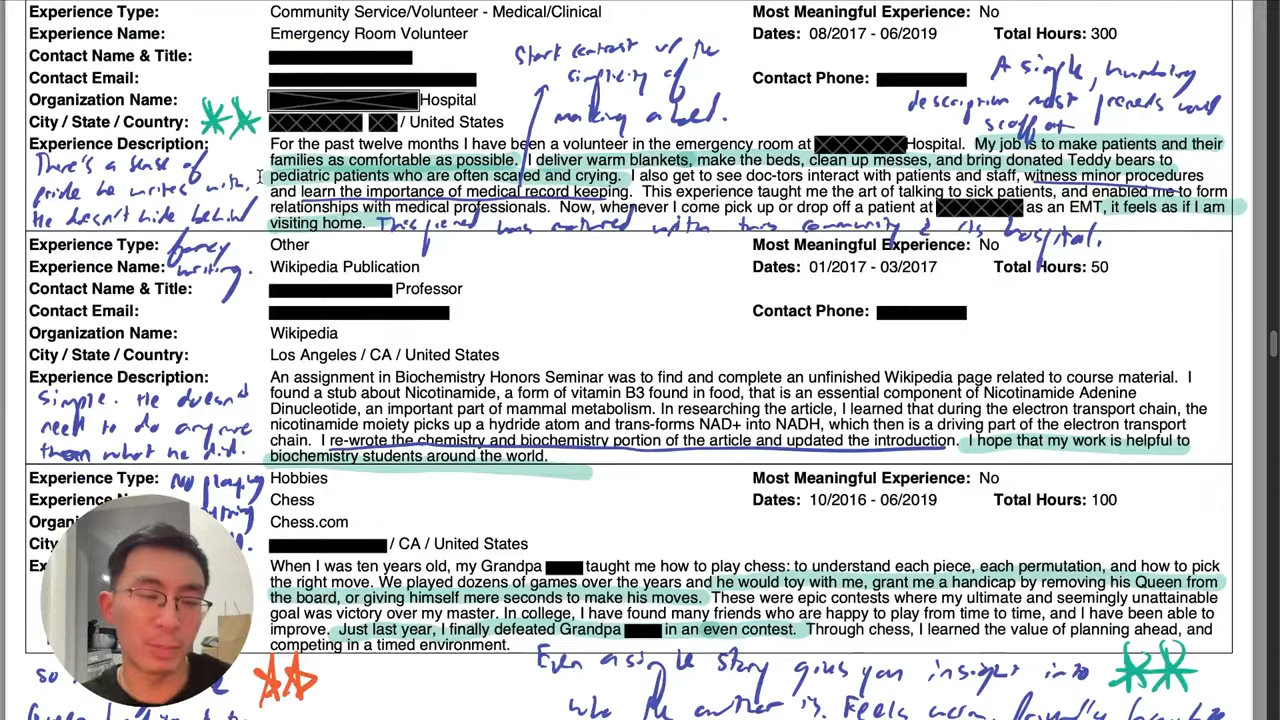 Experience Type: Community Service/Volunteer - Medical/Clinical Most Meaningful Experience: No
Experience Name: Emergency Room Volunteer Dates: 08/2017 - 06/2019 Total Hours: 300
Contact Name & Title:
Start contrast w/ the
simplicity of
making a bed.
Contact Email: Contact Phone:
A simple, humbling
description most premeds would
scoff at
Organization Name: Hospital
City / State / Country: / United States
Experience Description: For the past twelve months I have been a volunteer in the emergency room at Hospital. My job is to make patients and their
families as comfortable as possible. I deliver warm blankets, make the beds, clean up messes, and bring donated Teddy bears to
pediatric patients who are often scared and crying. I also get to see doc-tors interact with patients and staff, witness minor procedures
and learn the importance of medical record keeping. This experience taught me the art of talking to sick patients, and enabled me to form
relationships with medical professionals. Now, whenever I come pick up or drop off a patient at as an EMT, it feels as if I am
visiting home.
There's a sense of
pride he writes with.
He doesn't hide behind
fancy
writing.
This premed has matured within this community & its hospital.
Experience Type: Other Most Meaningful Experience: No
Experience Name: Wikipedia Publication Dates: 01/2017 - 03/2017 Total Hours: 50
Contact Name & Title: Professor
Contact Email: Contact Phone:
Organization Name: Wikipedia
City / State / Country: Los Angeles / CA / United States
Experience Description: An assignment in Biochemistry Honors Seminar was to find and complete an unfinished Wikipedia page related to course material. I
found a stub about Nicotinamide, a form of vitamin B3 found in food, that is an essential component of Nicotinamide Adenine
Dinucleotide, an important part of mammal metabolism. In researching the article, I learned that during the electron transport chain, the
nicotinamide moiety picks up a hydride atom and trans-forms NAD+ into NADH, which then is a driving part of the electron transport
chain. I re-wrote the chemistry and biochemistry portion of the article and updated the introduction. I hope that my work is helpful to
biochemistry students around the world.
Simple. He doesn't
need to do anymore
than what he did.
No playing
Experience Type: Hobbies Most Meaningful Experience: No
Chess Dates: 10/2016 - 06/2019 Total Hours: 100
Chess.com
/ CA / United States
When I was ten years old, my Grandpa taught me how to play chess: to understand each piece, each permutation, and how to pick
the right move. We played dozens of games over the years and he would toy with me, grant me a handicap by removing his Queen from
the board, or giving himself mere seconds to make his moves. These were epic contests where my ultimate and seemingly unattainable
goal was victory over my master. In college, I have found many friends who are happy to play from time to time, and I have been able to
improve. Just last year, I finally defeated Grandpa in an even contest. Through chess, I learned the value of planning ahead, and
competing in a timed environment.
Even a single story gives you insight into
who the author is. Feels warm,